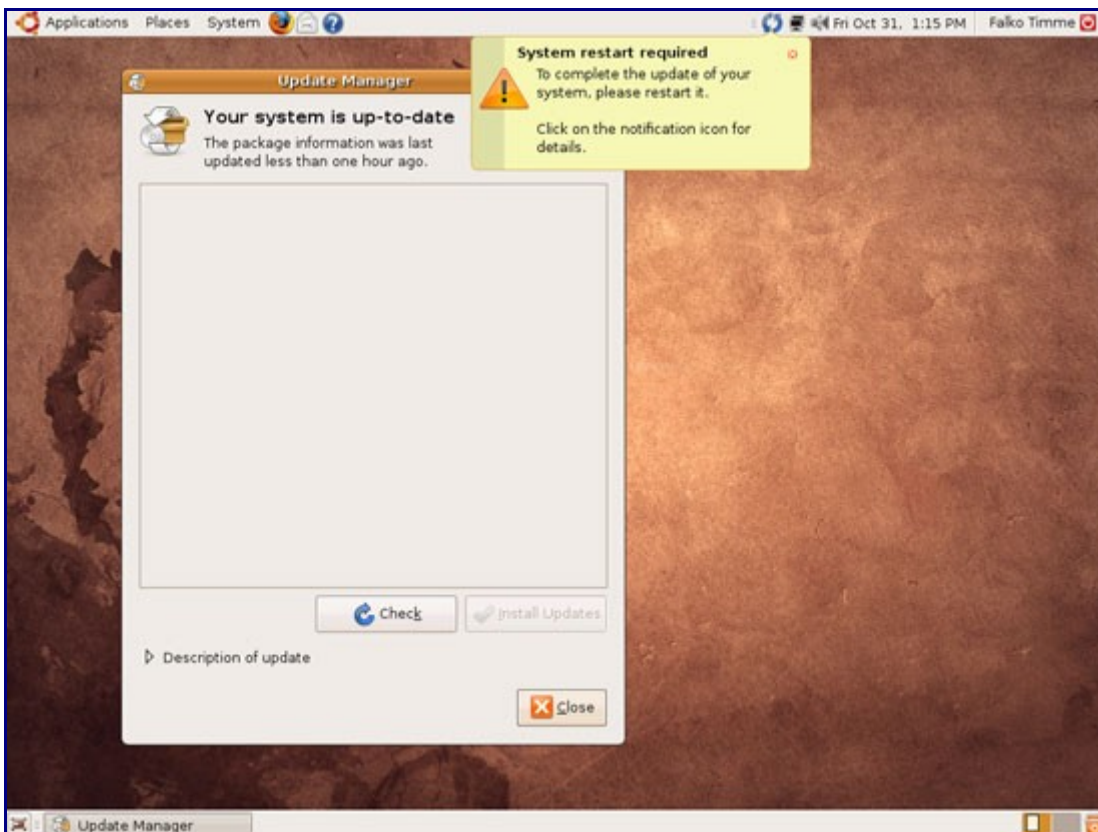 Applications Places System
Fri Oct 31, 1:15 PM Falko Timme
System restart required
To complete the update of your
system, please restart it.
Click on the notification icon for
details.
Update Manager
Your system is up-to-date
The package information was last
updated less than one hour ago.
Check Install Updates
Description of update
Close
Update Manager